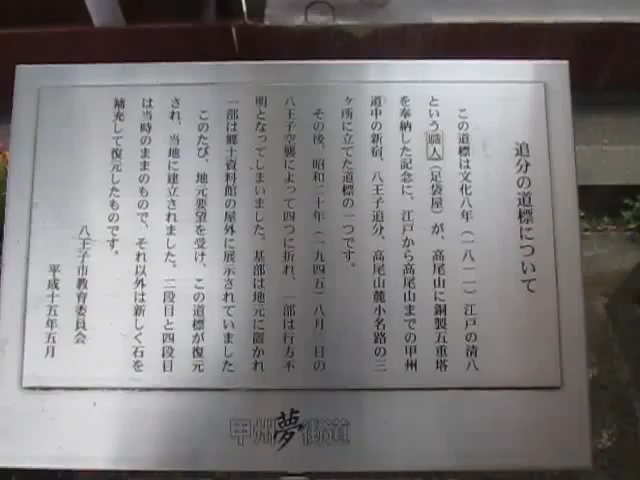 追分の道標について
この道標は文化八年(一八一一)江戸の清八
という職人(足袋屋)が、高尾山に銅製五重塔
を奉納した記念に、江戸から高尾山までの甲州
道中の新宿、八王子追分、高尾山麓小名路の三
ヶ所に立てた道標の一つです。
その後、昭和二十年(一九四五)八月二日の
八王子空襲によって四つに折れ、一部は行方不
明となってしまいました。基部は地元に置かれ
一部は郷土資料館の屋外に展示されていました
このたび、地元要望を受け、この道標が復元
され、当地に建立されました。二段目と四段目
は当時のままのもので、それ以外は新しく石を
補充して復元したものです。
八王子市教育委員会
平成十五年五月
甲州夢街道